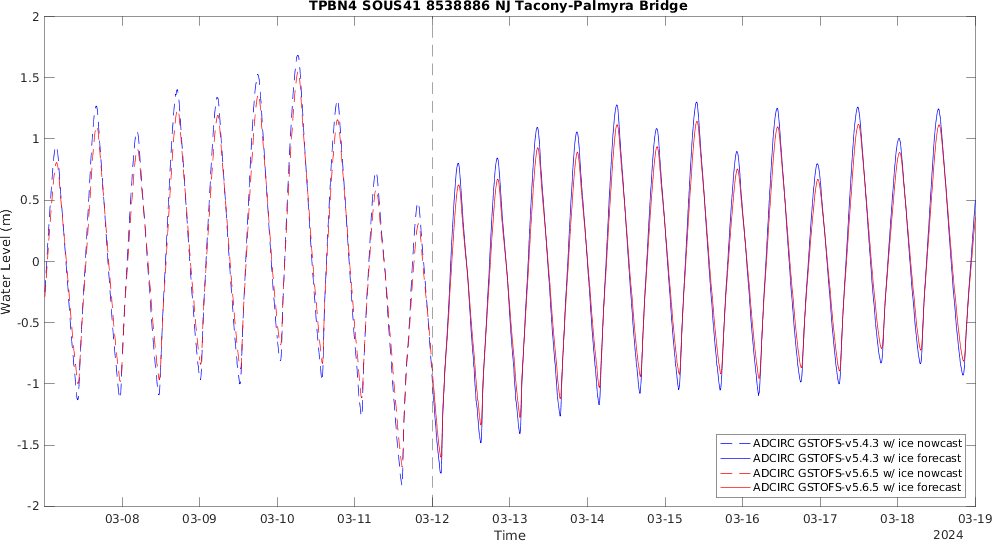 TPBN4 SOUS41 8538886 NJ Tacony-Palmyra Bridge
2
1.5
1
0.5
0
-0.5
-1
-1.5
-2
Water Level (m)
ADCIRC GSTOFS-v5.4.3 w/ ice nowcast
ADCIRC GSTOFS-v5.4.3 w/ ice forecast
ADCIRC GSTOFS-v5.6.5 w/ ice nowcast
ADCIRC GSTOFS-v5.6.5 w/ ice forecast
03-08 03-09 03-10 03-11 03-12 03-13 03-14 03-15 03-16 03-17 03-18 03-19
Time
2024